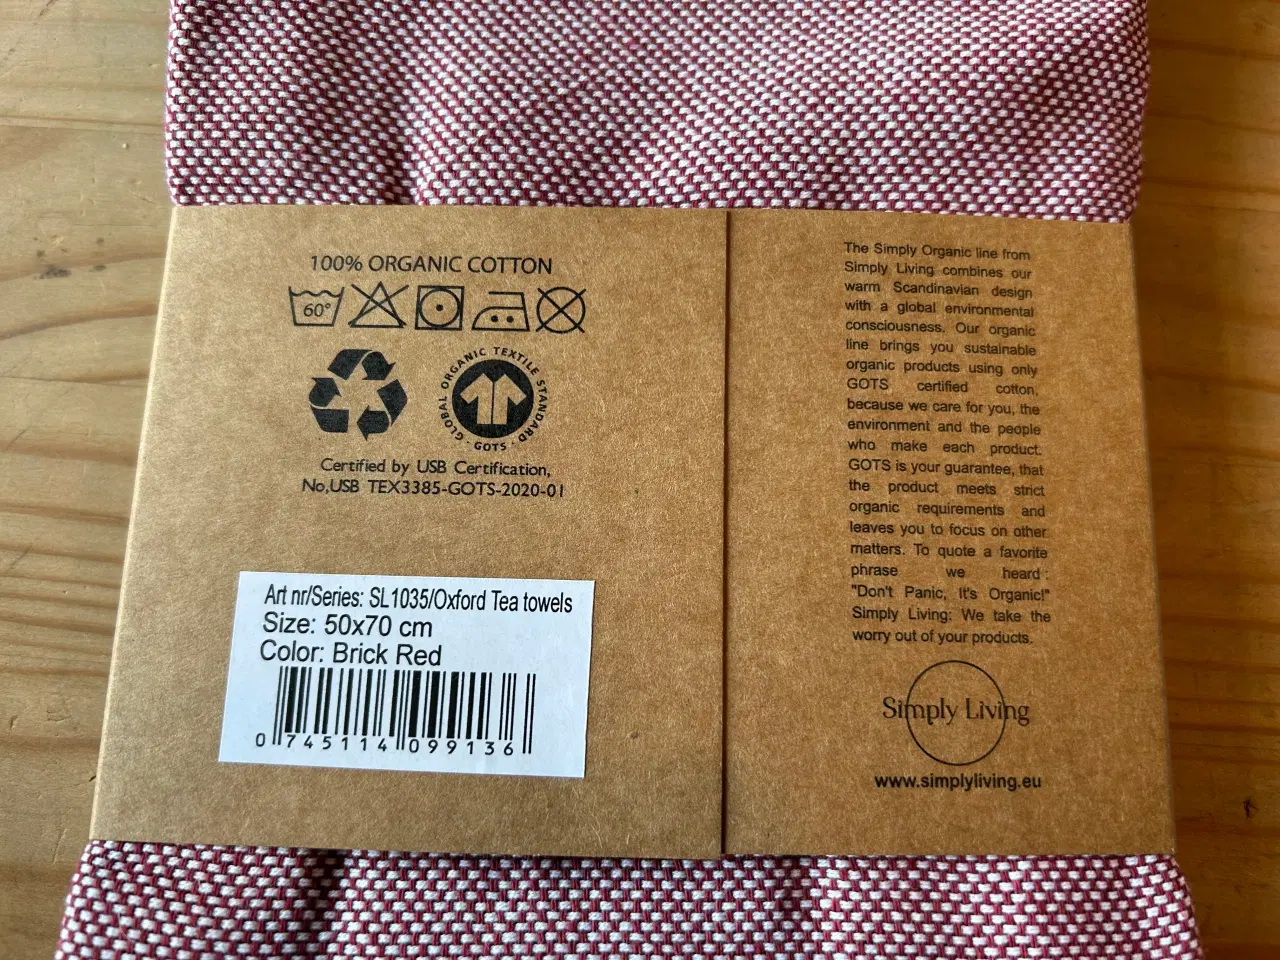 100% ORGANIC COTTON
60°
GLOBAL ORGANIC TEXTILE STANDARD · GOTS ·
Certified by USB Certification,
No,USB TEX3385-GOTS-2020-01
Art nr/Series: SL1035/Oxford Tea towels
Size: 50x70 cm
Color: Brick Red
0 745114 099136
The Simply Organic line from
Simply Living combines our
warm Scandinavian design
with a global environmental
consciousness. Our organic
line brings you sustainable
organic products using only
GOTS certified cotton,
because we care for you, the
environment and the people
who make each product.
GOTS is your guarantee, that
the product meets strict
organic requirements and
leaves you to focus on other
matters. To quote a favorite
phrase we heard :
"Don't Panic, It's Organic!"
Simply Living: We take the
worry out of your products.
Simply Living
www.simplyliving.eu